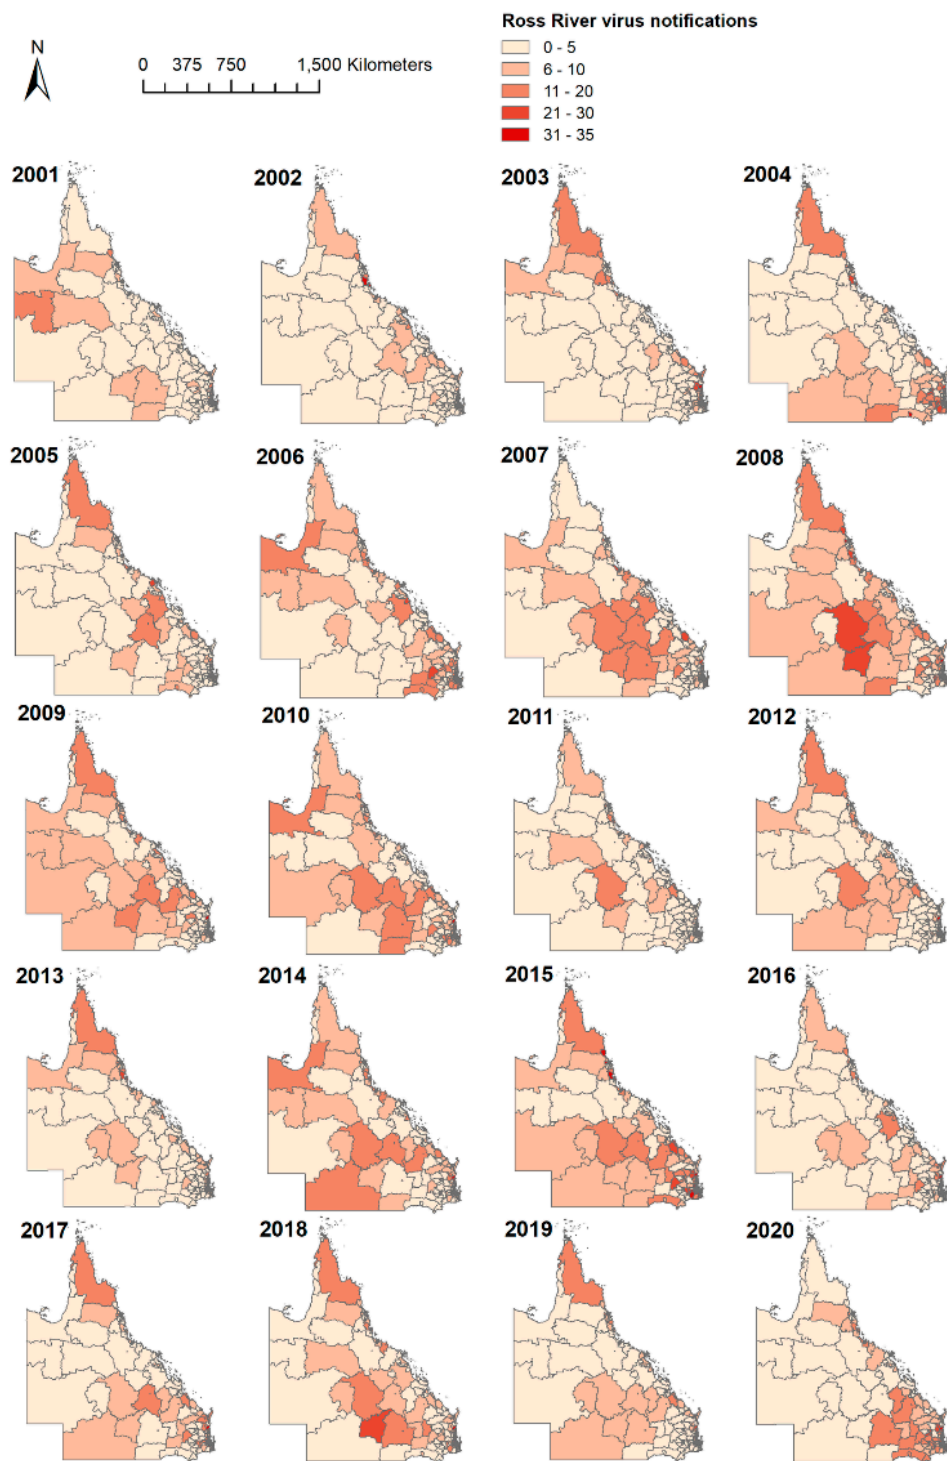 Ross River virus notifications
N
0 375 750 1,500 Kilometers
0 - 5
6 - 10
11 - 20
21 - 30
31 - 35
2001 2002 2003 2004
2005 2006 2007 2008
2009 2010 2011 2012
2013 2014 2015 2016
2017 2018 2019 2020